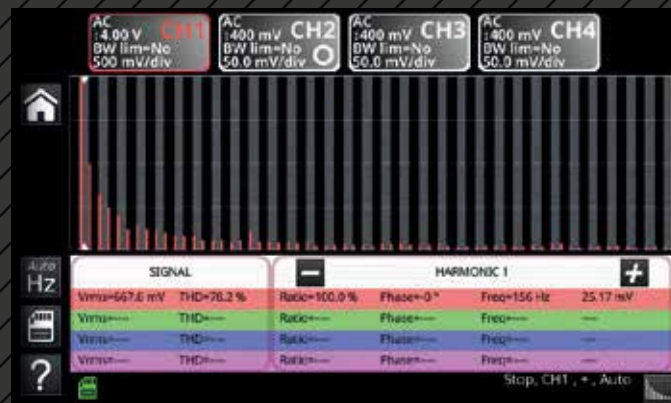 AC
:4.00 V CH1
BW lim=No
500 mV/div
AC
:400 mV CH2
BW lim=No
50.0 mV/div
AC
:400 mV CH3
BW lim=No
50.0 mV/div
AC
:400 mV CH4
BW lim=No
50.0 mV/div
Auto
Hz
?
SIGNAL
− HARMONIC 1 +
Vrms=667.6 mV THD=76.2 % Ratio=100.0 % Phase=-0 ° Freq=156 Hz 25.17 mV
Vrms=--- THD=--- Ratio=--- Phase=--- Freq=--- ---
Vrms=--- THD=--- Ratio=--- Phase=--- Freq=--- ---
Vrms=--- THD=--- Ratio=--- Phase=--- Freq=--- ---
Stop, CH1 , + , Auto